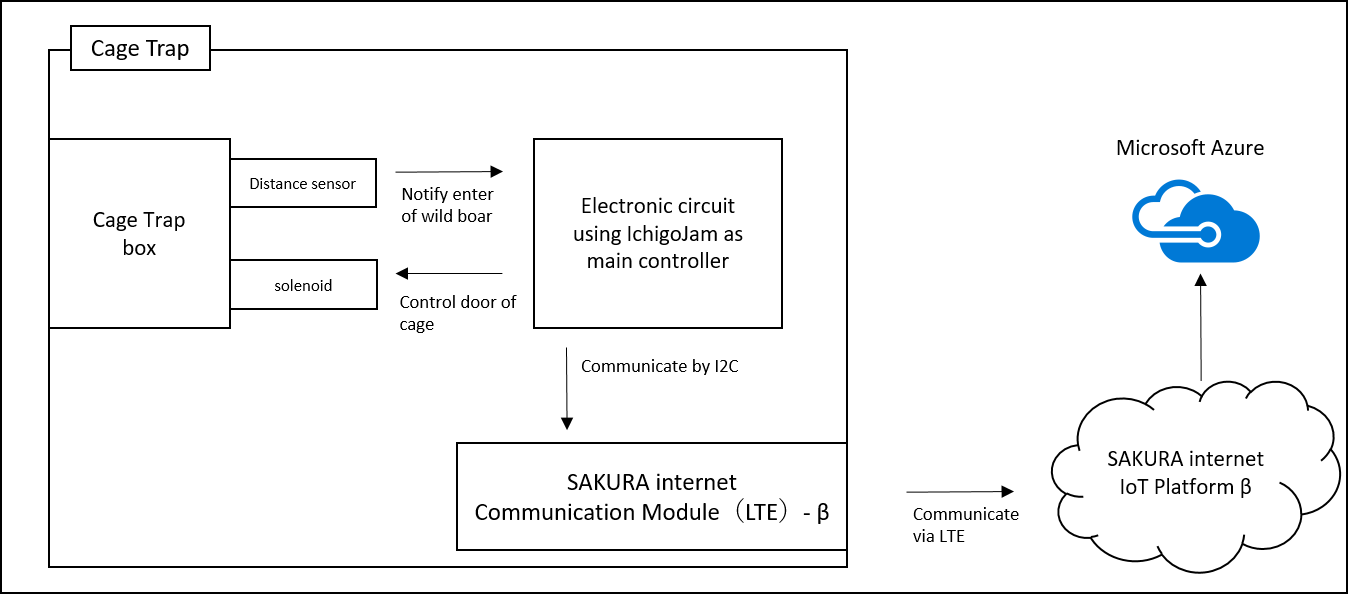 Cage Trap
Cage Trap
box
Distance sensor
solenoid
Notify enter
of wild boar
Control door of
cage
Electronic circuit
using IchigoJam as
main controller
Communicate by I2C
SAKURA internet
Communication Module（LTE）- β
Communicate
via LTE
Microsoft Azure
SAKURA internet
IoT Platform β